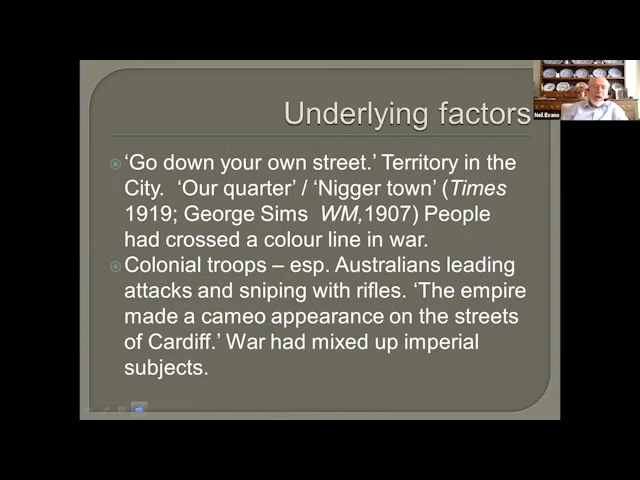 Underlying factors
Neil Evans
‘Go down your own street.’ Territory in the
City. ‘Our quarter’ / ‘Nigger town’ (Times
1919; George Sims WM,1907) People
had crossed a colour line in war.
Colonial troops – esp. Australians leading
attacks and sniping with rifles. ‘The empire
made a cameo appearance on the streets
of Cardiff.’ War had mixed up imperial
subjects.